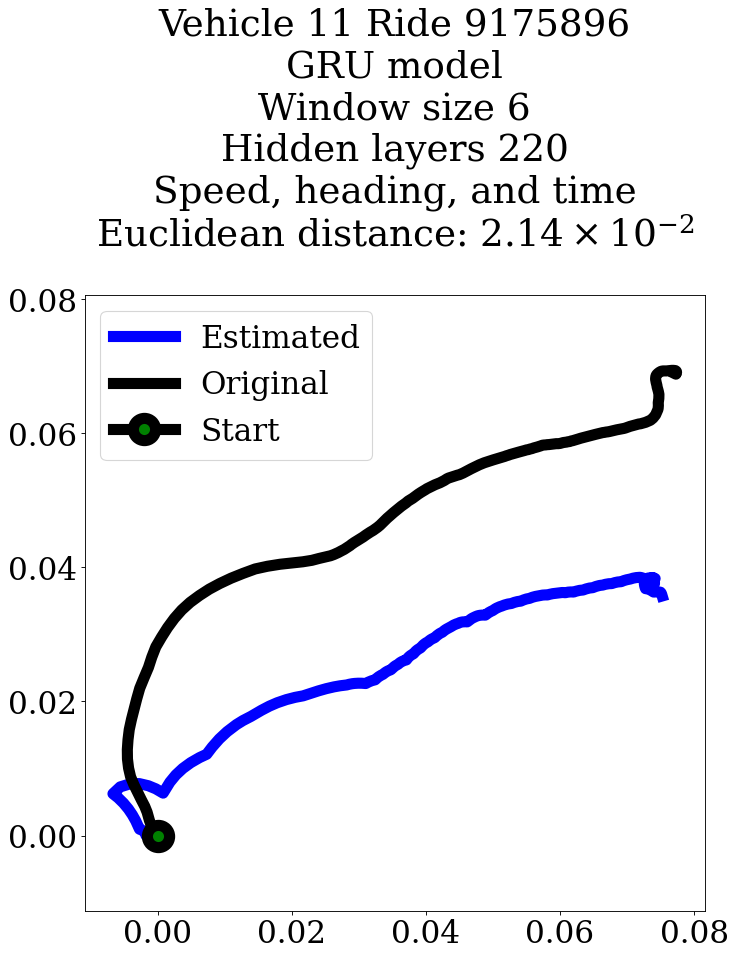 Vehicle 11 Ride 9175896
GRU model
Window size 6
Hidden layers 220
Speed, heading, and time
Euclidean distance: 2.14 × 10⁻²
0.08
0.06
0.04
0.02
0.00
Estimated
Original
Start
0.00 0.02 0.04 0.06 0.08